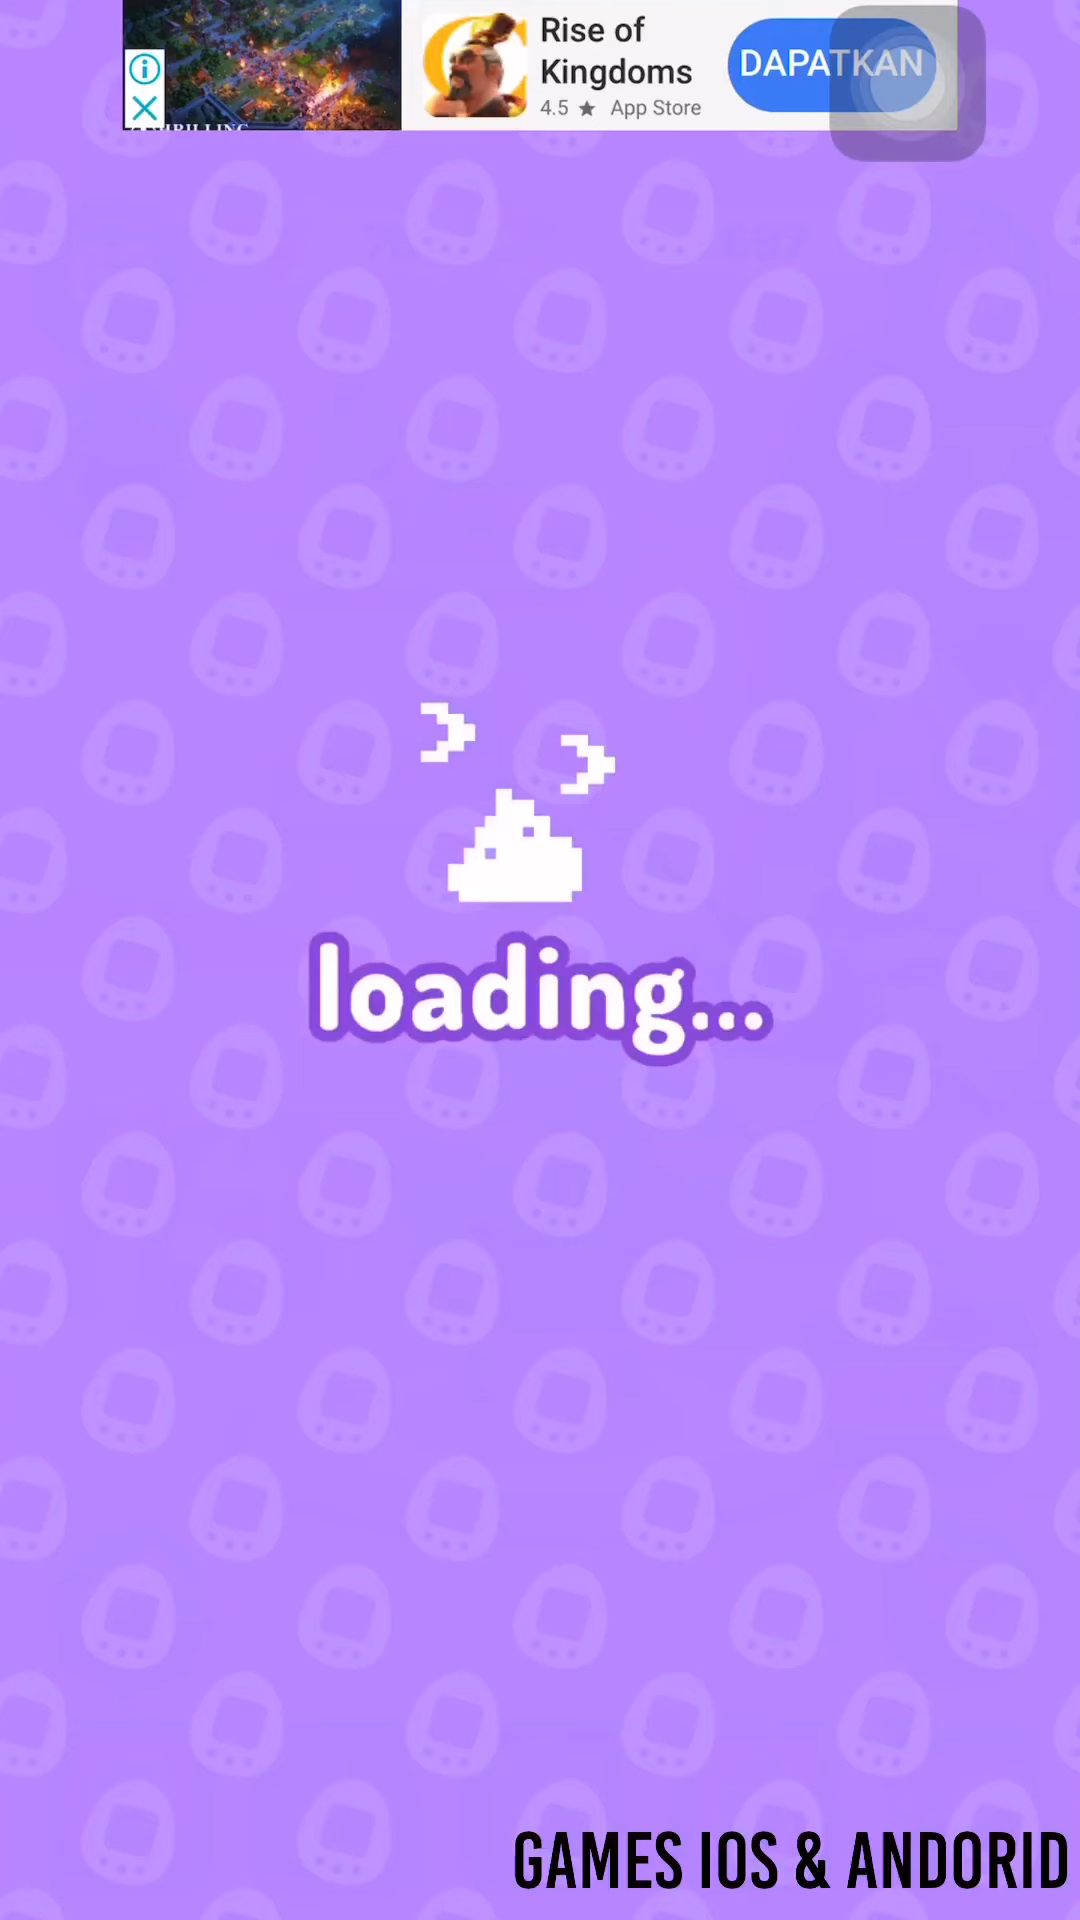 Rise of
Kingdoms
DAPATKAN
4.5 ★ App Store
loading...
GAMES IOS & ANDORID